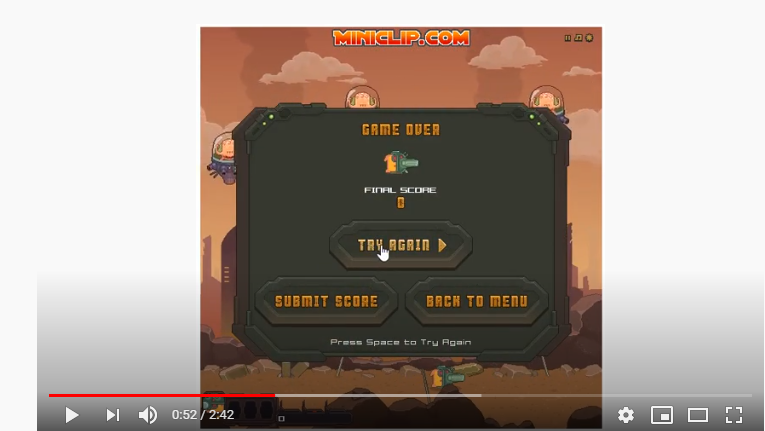 MINICLIP.COM
GAME OVER
FINAL SCORE
0
TRY AGAIN
SUBMIT SCORE
BACK TO MENU
Press Space to Try Again
0:52 / 2:42